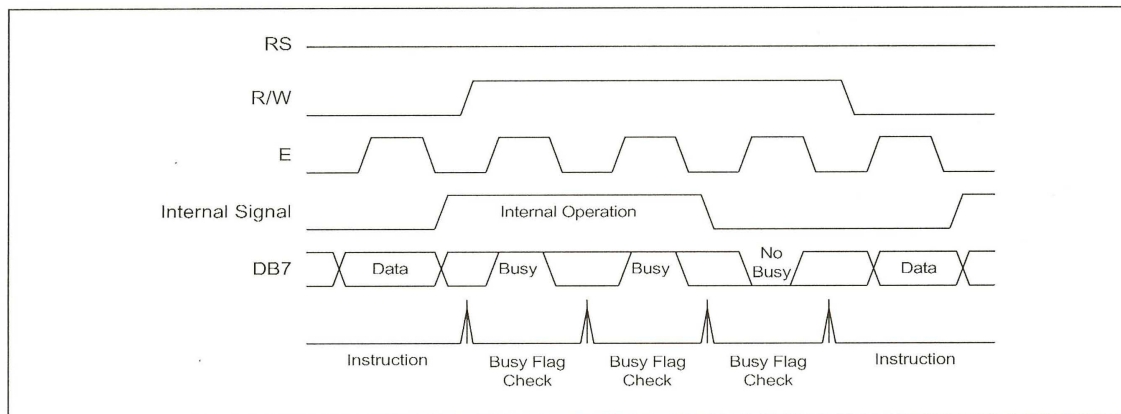 RS
R/W
E
Internal Signal
Internal Operation
DB7
Data
Busy
Busy
No
Busy
Data
Instruction
Busy Flag
Check
Busy Flag
Check
Busy Flag
Check
Instruction